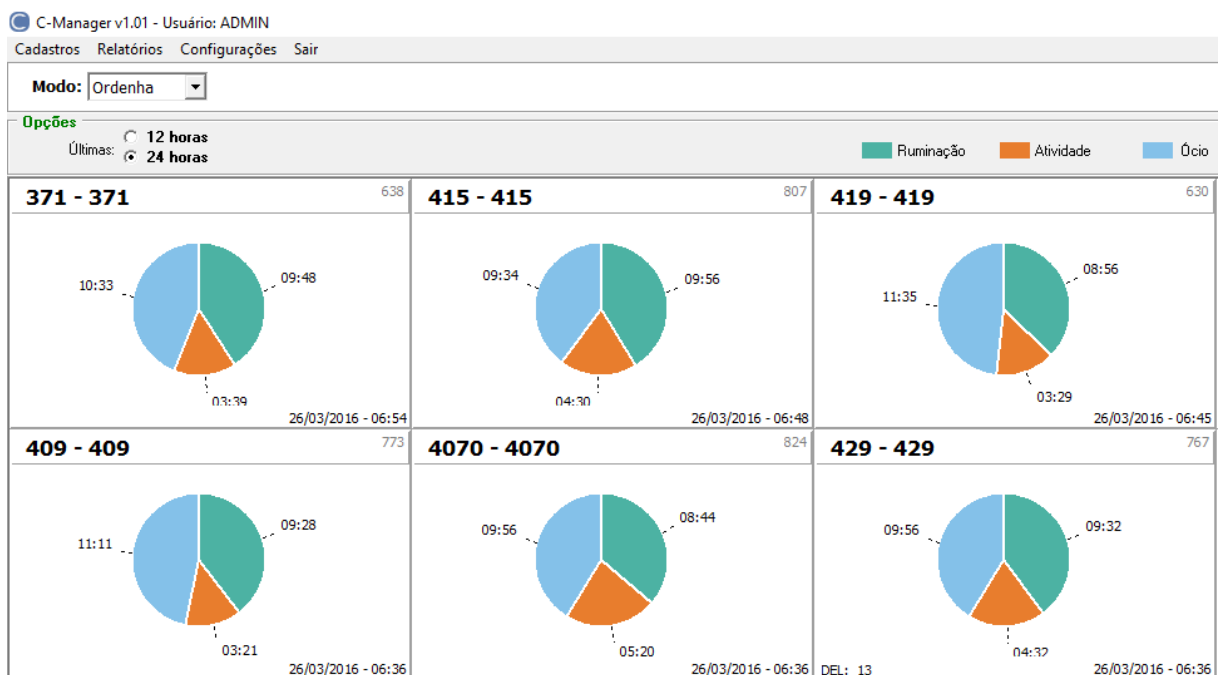 C-Manager v1.01 - Usuário: ADMIN
Cadastros Relatórios Configurações Sair
Modo: Ordenha
Opções
Últimas:
12 horas
24 horas
Ruminação Atividade Ócio
371 - 371 638
10:33 09:48
03:39
26/03/2016 - 06:54
415 - 415 807
09:34 09:56
04:30
26/03/2016 - 06:48
419 - 419 630
11:35 08:56
03:29
26/03/2016 - 06:45
409 - 409 773
11:11 09:28
03:21
26/03/2016 - 06:36
4070 - 4070 824
09:56 08:44
05:20
26/03/2016 - 06:36
429 - 429 767
09:56 09:32
04:32
DEL: 13 26/03/2016 - 06:36